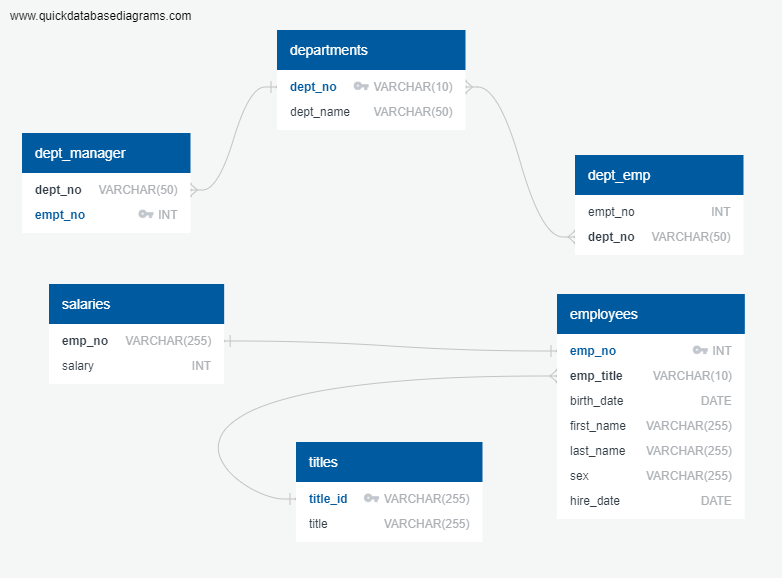 www.quickdatabasediagrams.com
departments
dept_no VARCHAR(10)
dept_name VARCHAR(50)
dept_manager
dept_no VARCHAR(50)
empt_no INT
dept_emp
empt_no INT
dept_no VARCHAR(50)
salaries
emp_no VARCHAR(255)
salary INT
employees
emp_no INT
emp_title VARCHAR(10)
birth_date DATE
first_name VARCHAR(255)
last_name VARCHAR(255)
sex VARCHAR(255)
hire_date DATE
titles
title_id VARCHAR(255)
title VARCHAR(255)